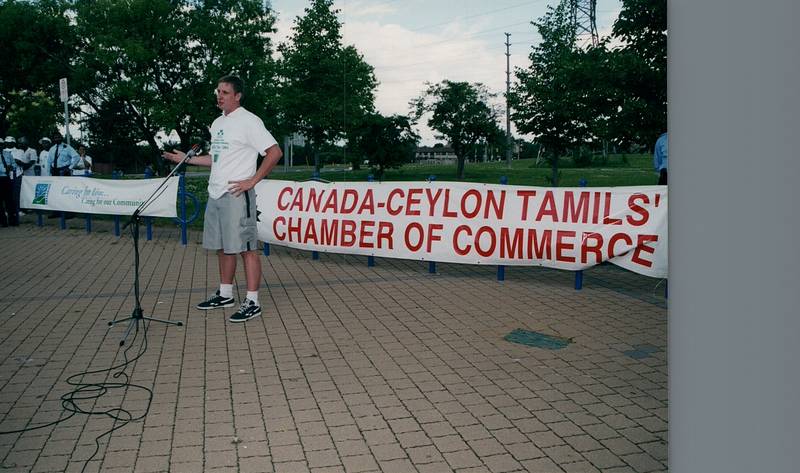 Caring for Life...
Caring for our Community
CANADA-CEYLON TAMILS'
CHAMBER OF COMMERCE